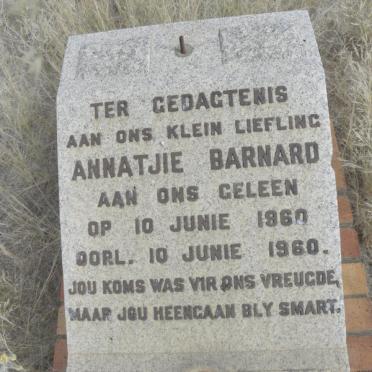 TER GEDAGTENIS
AAN ONS KLEIN LIEFLING
ANNATJIE BARNARD
AAN ONS GELEEN
OP 10 JUNIE 1960
OORL. 10 JUNIE 1960.
JOU KOMS WAS VIR ONS VREUGDE,
MAAR JOU HEENGAAN BLY SMART.